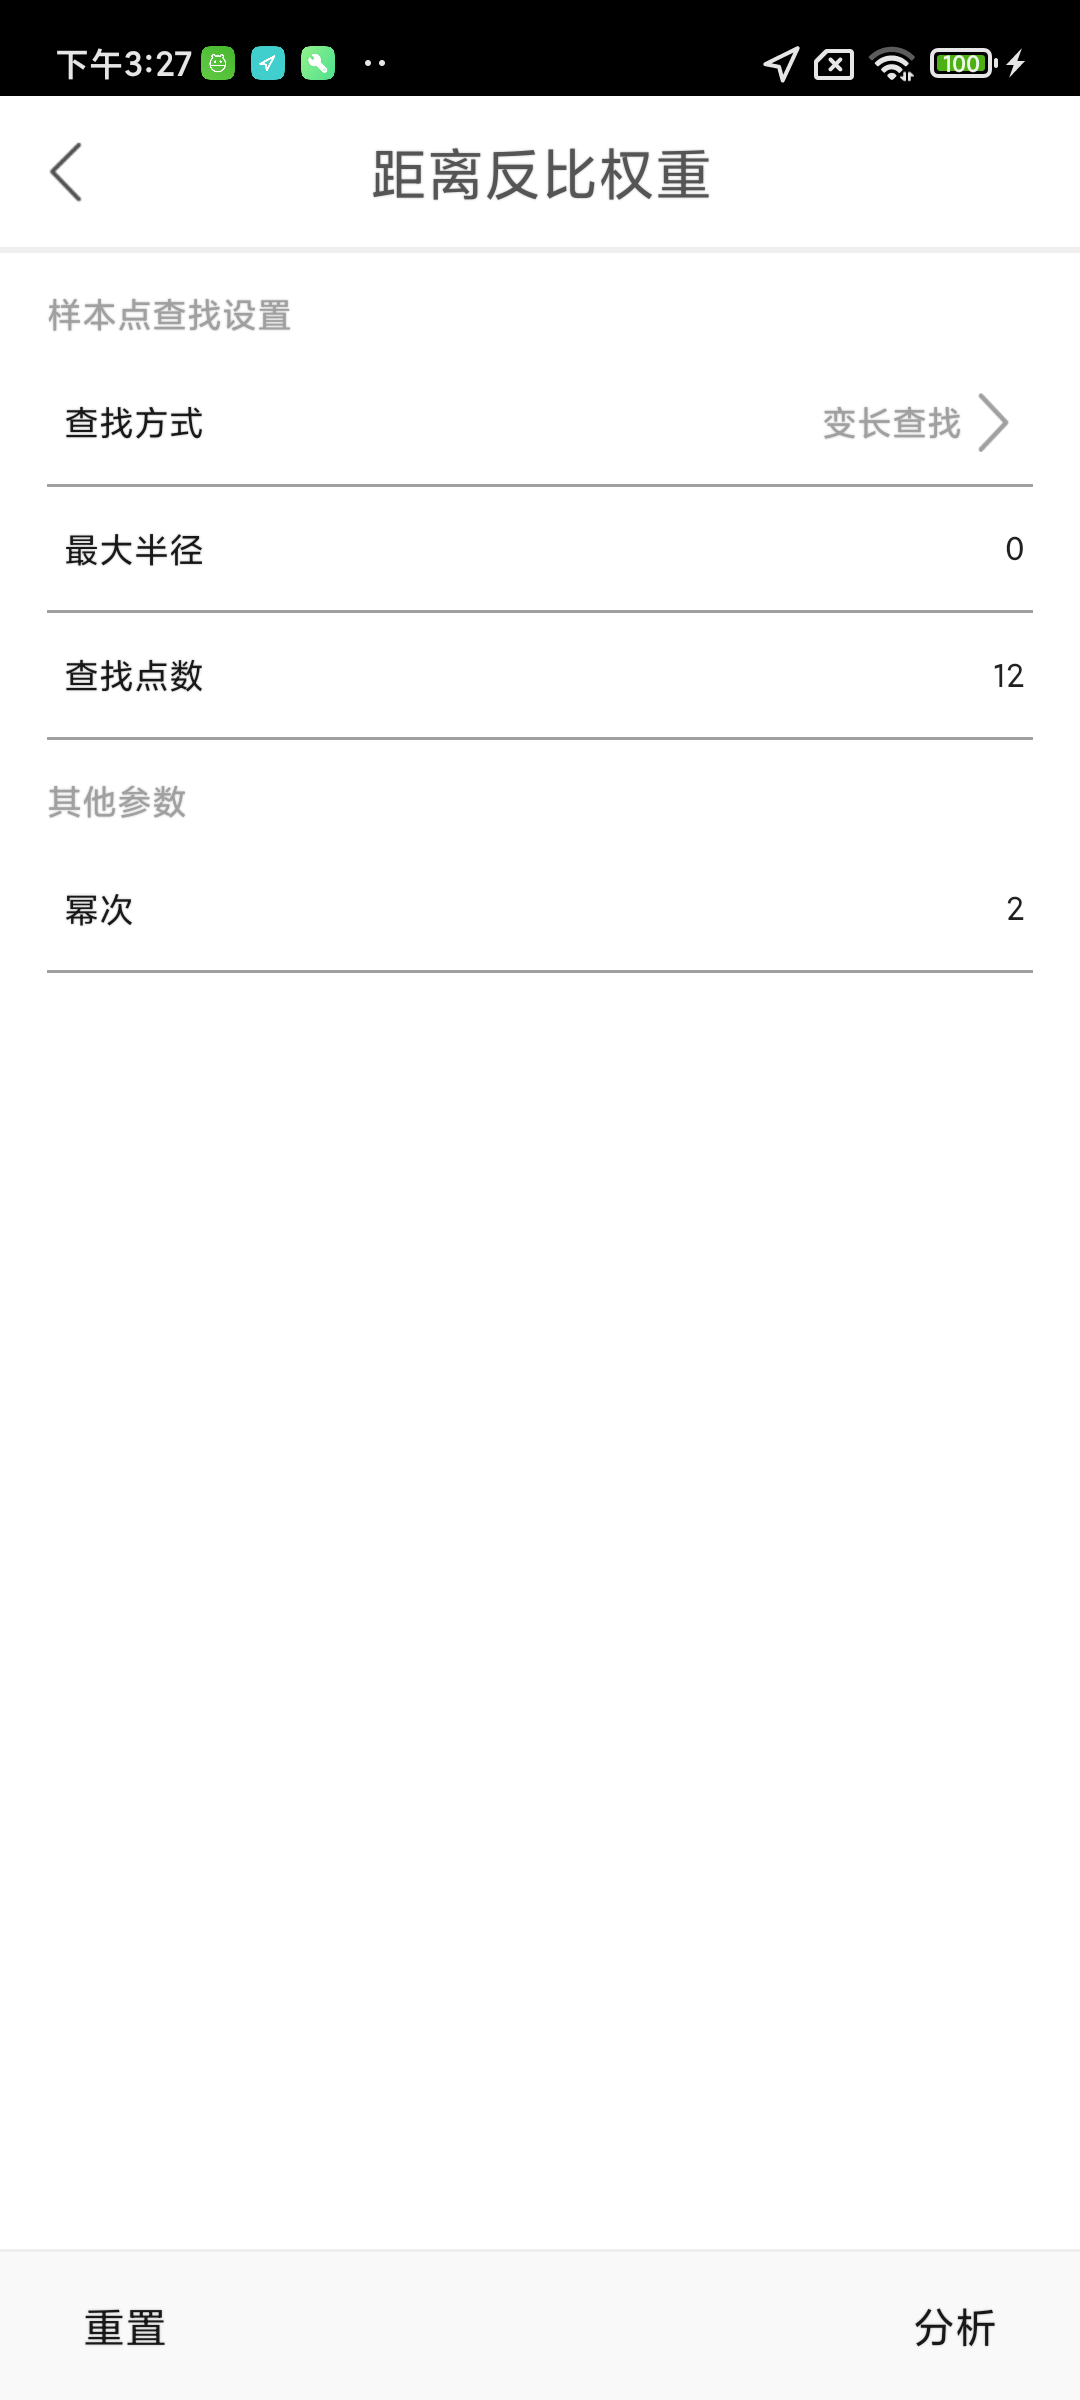 下午3:27
100
距离反比权重
样本点查找设置
查找方式 变长查找
最大半径 0
查找点数 12
其他参数
幂次 2
重置 分析